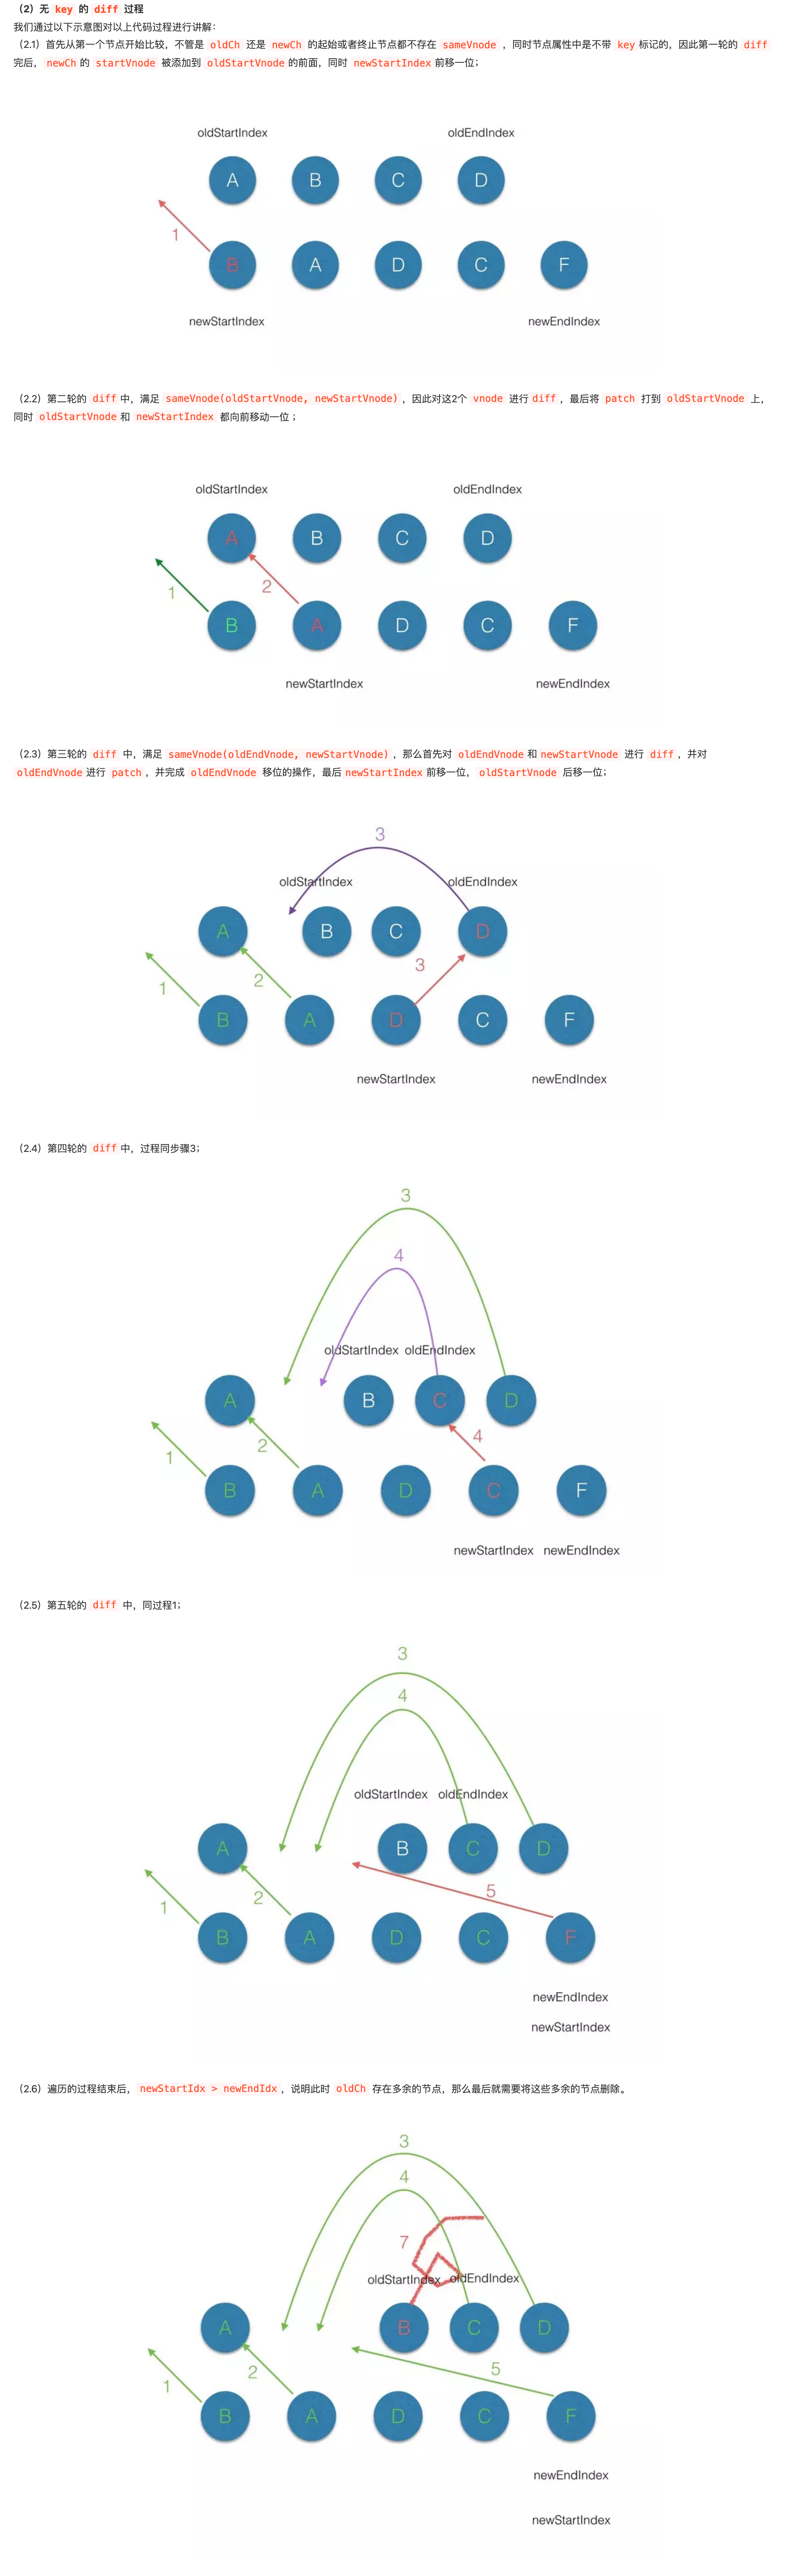 （2）无 key 的 diff 过程
我们通过以下示意图对以上代码过程进行讲解：
（2.1）首先从第一个节点开始比较，不管是 oldCh 还是 newCh 的起始或者终止节点都不存在 sameVnode ，同时节点属性中是不带 key 标记的，因此第一轮的 diff
完后， newCh 的 startVnode 被添加到 oldStartVnode 的前面，同时 newStartIndex 前移一位；
oldStartIndex oldEndIndex
A B C D
1
B A D C F
newStartIndex newEndIndex
（2.2）第二轮的 diff 中，满足 sameVnode(oldStartVnode, newStartVnode) ，因此对这2个 vnode 进行 diff ，最后将 patch 打到 oldStartVnode 上，
同时 oldStartVnode 和 newStartIndex 都向前移动一位 ；
oldStartIndex oldEndIndex
A B C D
1 2
B A D C F
newStartIndex newEndIndex
（2.3）第三轮的 diff 中，满足 sameVnode(oldEndVnode, newStartVnode) ，那么首先对 oldEndVnode 和 newStartVnode 进行 diff ，并对
oldEndVnode 进行 patch ，并完成 oldEndVnode 移位的操作，最后 newStartIndex 前移一位， oldStartVnode 后移一位；
3
oldStartIndex oldEndIndex
A B C D
1 2 3
B A D C F
newStartIndex newEndIndex
（2.4）第四轮的 diff 中，过程同步骤3；
3
4
oldStartIndex oldEndIndex
A B C D
1 2 4
B A D C F
newStartIndex newEndIndex
（2.5）第五轮的 diff 中，同过程1；
3
4
oldStartIndex oldEndIndex
A B C D
1 2 5
B A D C F
newEndIndex
newStartIndex
（2.6）遍历的过程结束后， newStartIdx > newEndIdx ，说明此时 oldCh 存在多余的节点，那么最后就需要将这些多余的节点删除。
3
4
7
oldStartIndex oldEndIndex
A B C D
1 2 5
B A D C F
newEndIndex
newStartIndex